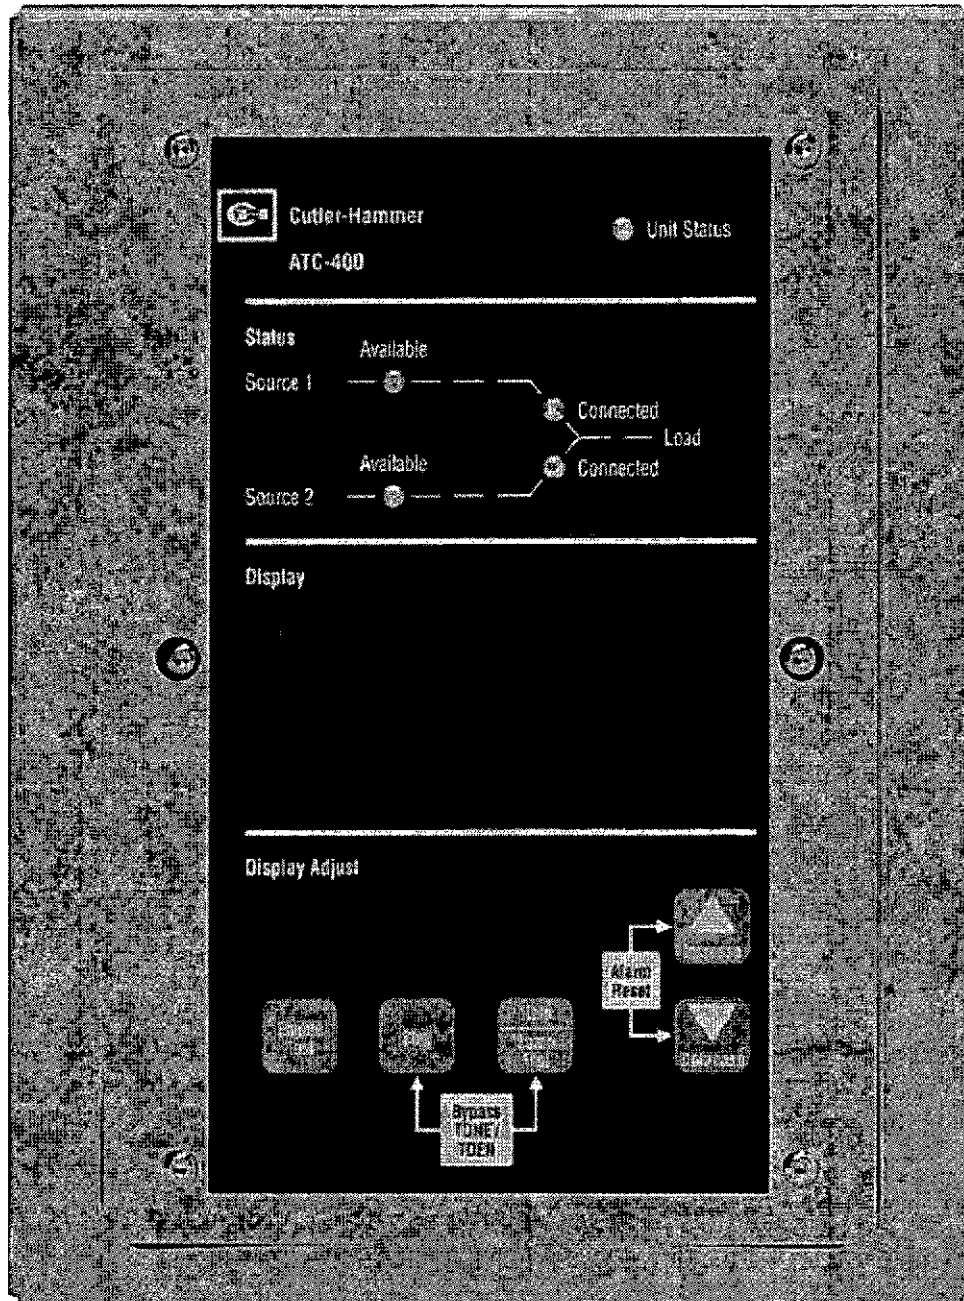 Cutler-Hammer
ATC-400
Unit Status
Status
Available
Source 1
Connected
Load
Available
Connected
Source 2
Display
Display Adjust
Alarm
Reset
Bypass
TDNE/
TDEN